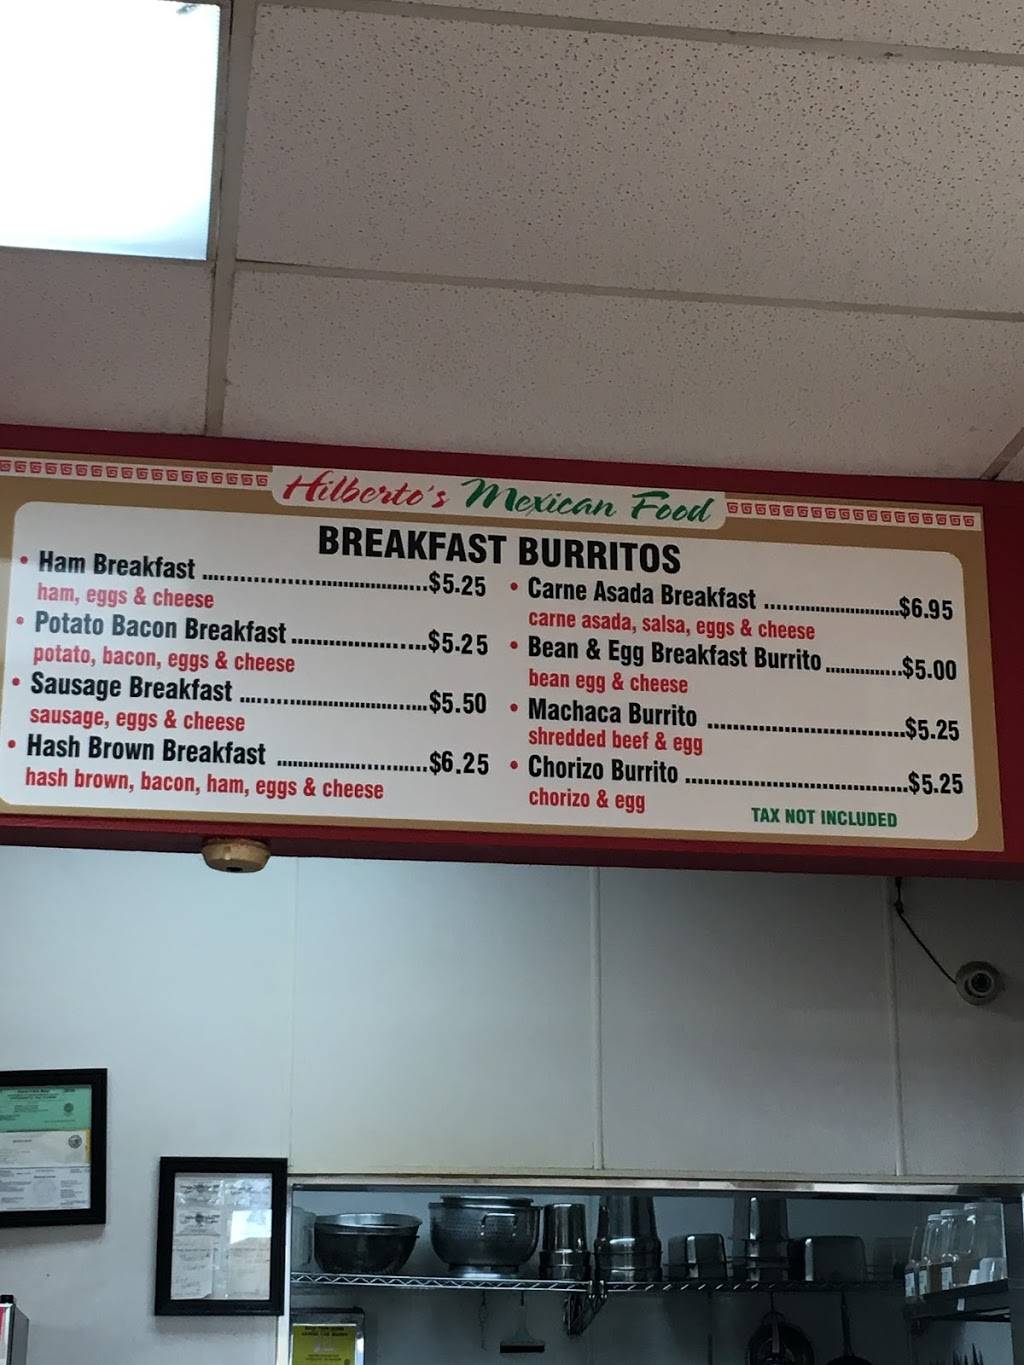 Hilberto's Mexican Food
BREAKFAST BURRITOS
• Ham Breakfast ........................................$5.25
ham, eggs & cheese
• Potato Bacon Breakfast ........................$5.25
potato, bacon, eggs & cheese
• Sausage Breakfast .................................$5.50
sausage, eggs & cheese
• Hash Brown Breakfast ..........................$6.25
hash brown, bacon, ham, eggs & cheese
• Carne Asada Breakfast ........................$6.95
carne asada, salsa, eggs & cheese
• Bean & Egg Breakfast Burrito..............$5.00
bean egg & cheese
• Machaca Burrito ..................................$5.25
shredded beef & egg
• Chorizo Burrito .....................................$5.25
chorizo & egg
TAX NOT INCLUDED